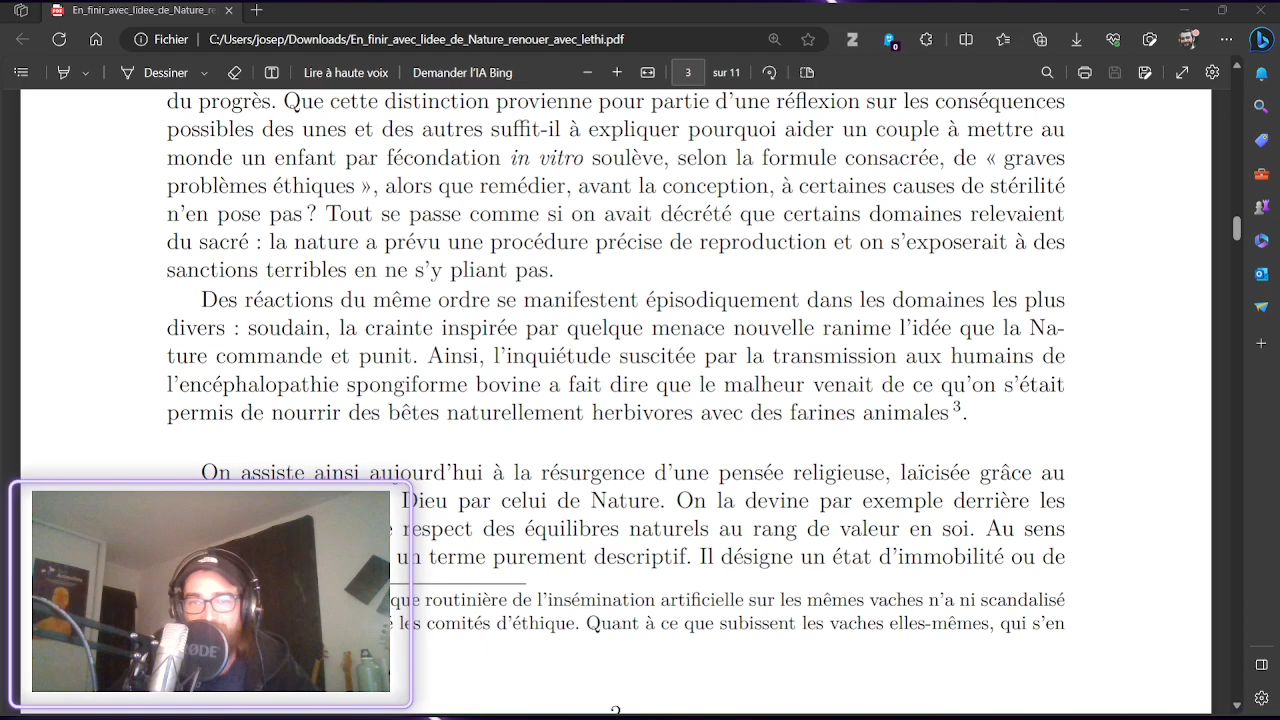 En_finir_avec_lidee_de_Nature_re
Fichier
C:/Users/josep/Downloads/En_finir_avec_lidee_de_Nature_renouer_avec_lethi.pdf
0
Dessiner
Lire à haute voix
Demander l'IA Bing
3
sur 11
du progrès. Que cette distinction provienne pour partie d'une réflexion sur les conséquences
possibles des unes et des autres suffit-il à expliquer pourquoi aider un couple à mettre au
monde un enfant par fécondation in vitro soulève, selon la formule consacrée, de « graves
problèmes éthiques », alors que remédier, avant la conception, à certaines causes de stérilité
n'en pose pas ? Tout se passe comme si on avait décrété que certains domaines relevaient
du sacré : la nature a prévu une procédure précise de reproduction et on s'exposerait à des
sanctions terribles en ne s'y pliant pas.
Des réactions du même ordre se manifestent épisodiquement dans les domaines les plus
divers : soudain, la crainte inspirée par quelque menace nouvelle ranime l'idée que la Na-
ture commande et punit. Ainsi, l'inquiétude suscitée par la transmission aux humains de
l'encéphalopathie spongiforme bovine a fait dire que le malheur venait de ce qu'on s'était
permis de nourrir des bêtes naturellement herbivores avec des farines animales 3.
On assiste ainsi aujourd'hui à la résurgence d'une pensée religieuse, laïcisée grâce au
Dieu par celui de Nature. On la devine par exemple derrière les
respect des équilibres naturels au rang de valeur en soi. Au sens
un terme purement descriptif. Il désigne un état d'immobilité ou de
que routinière de l'insémination artificielle sur les mêmes vaches n'a ni scandalisé
les comités d'éthique. Quant à ce que subissent les vaches elles-mêmes, qui s'en
RØDE